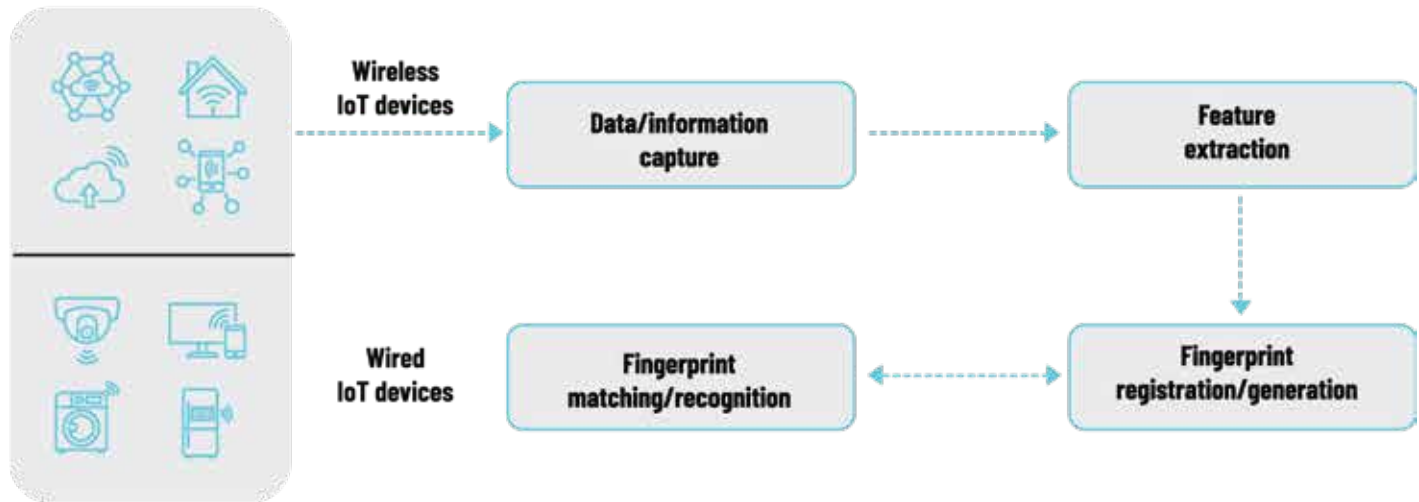 Wireless
IoT devices
Data/information
capture
Feature
extraction
Wired
IoT devices
Fingerprint
matching/recognition
Fingerprint
registration/generation